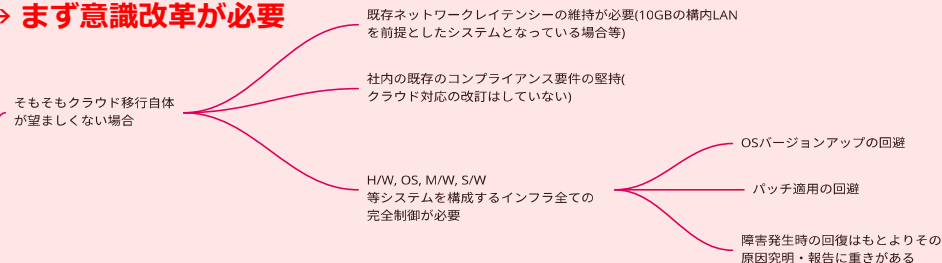 → まず意識改革が必要
既存ネットワークレイテンシーの維持が必要(10GBの構内LAN
を前提としたシステムとなっている場合等)
社内の既存のコンプライアンス要件の堅持(
クラウド対応の改訂はしていない)
そもそもクラウド移行自体
が望ましくない場合
H/W, OS, M/W, S/W
等システムを構成するインフラ全ての
完全制御が必要
OSバージョンアップの回避
パッチ適用の回避
障害発生時の回復はもとよりその
原因究明・報告に重きがある